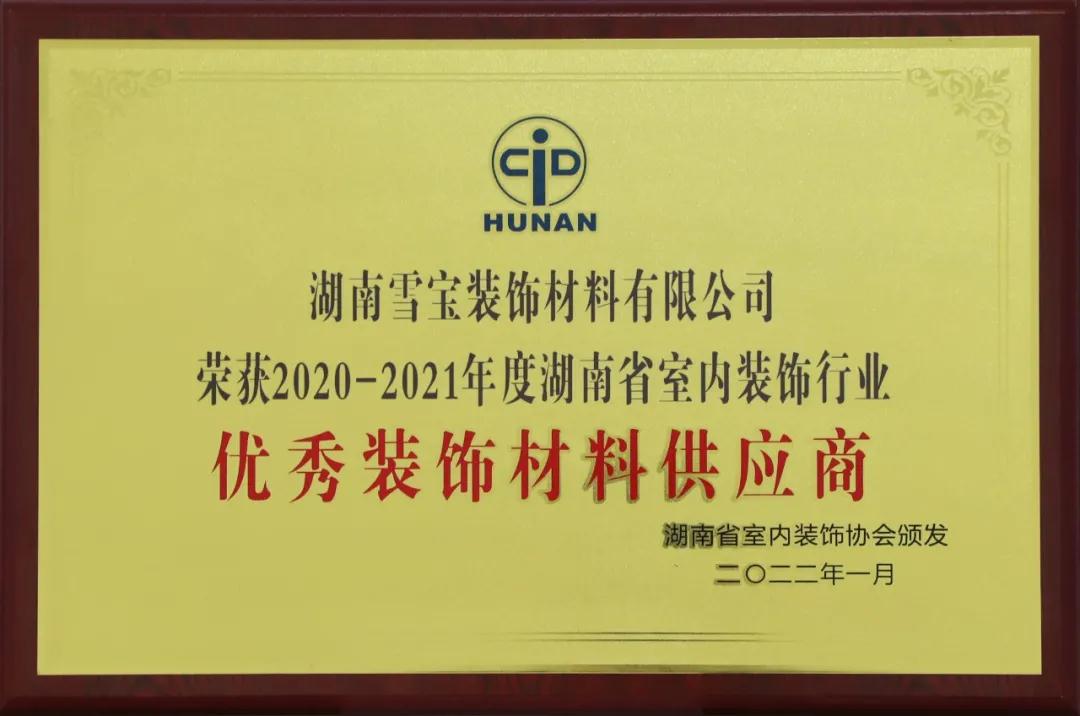 CID
HUNAN
湖南雪宝装饰材料有限公司
荣获2020-2021年度湖南省室内装饰行业
优秀装饰材料供应商
湖南省室内装饰协会颁发
二〇二二年一月